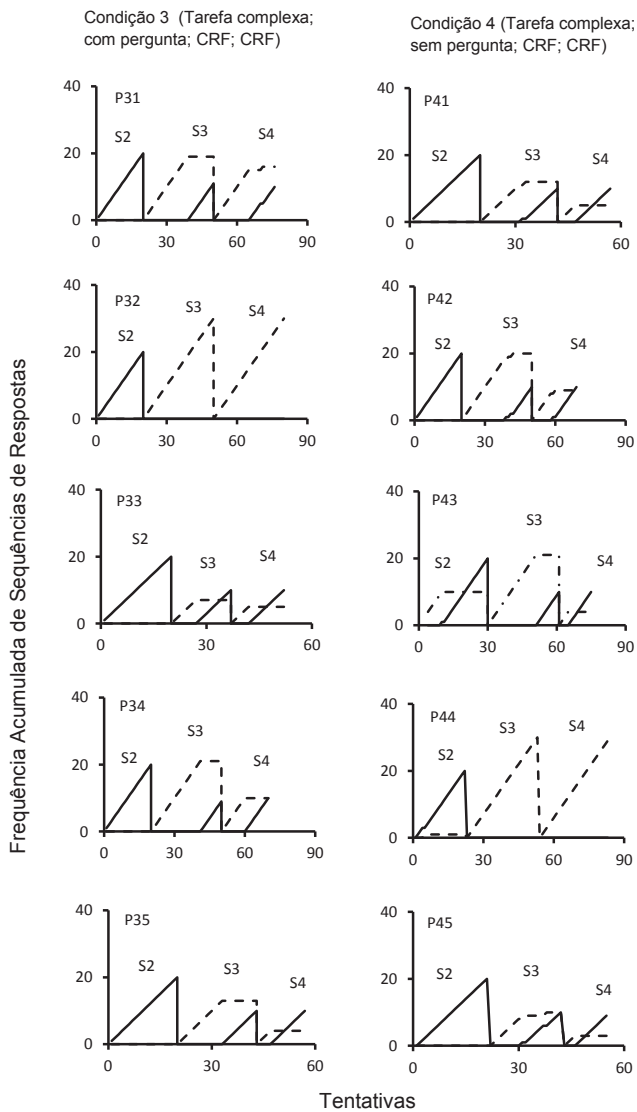 Condição 3 (Tarefa complexa;
com pergunta; CRF; CRF)
Condição 4 (Tarefa complexa;
sem pergunta; CRF; CRF)
Frequência Acumulada de Sequências de Respostas
P31
S2
S3
S4
40
20
0
0 30 60 90
P41
S2
S3
S4
40
20
0
0 30 60
P32
S2
S3
S4
40
20
0
0 30 60 90
P42
S2
S3
S4
40
20
0
0 30 60 90
P33
S2
S3
S4
40
20
0
0 30 60
P43
S2
S3
S4
40
20
0
0 30 60 90
P34
S2
S3
S4
40
20
0
0 30 60 90
P44
S2
S3
S4
40
20
0
0 30 60 90
P35
S2
S3
S4
40
20
0
0 30 60
P45
S2
S3
S4
40
20
0
0 30 60
Tentativas